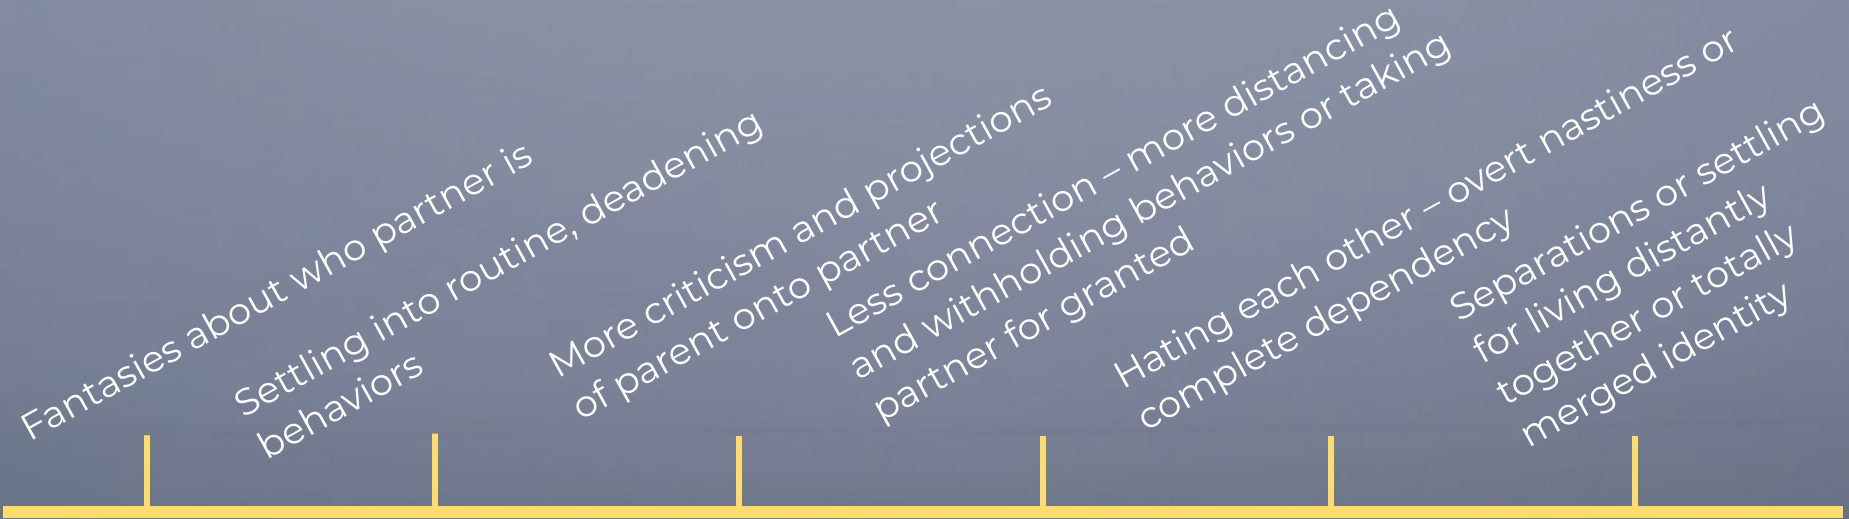 Fantasies about who partner is
Settling into routine, deadening
behaviors
More criticism and projections
of parent onto partner
Less connection – more distancing
and withholding behaviors or taking
partner for granted
Hating each other – overt nastiness or
complete dependency
Separations or settling
for living distantly
together or totally
merged identity